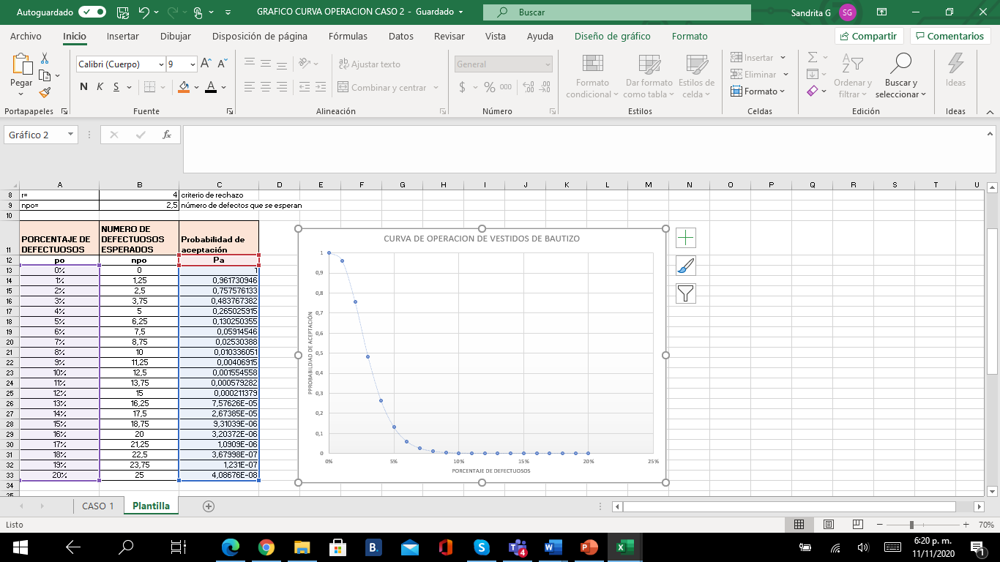 Autoguardado
GRAFICO CURVA OPERACION CASO 2 - Guardado
Buscar
Sandrita G
SG
Archivo Inicio Insertar Dibujar Disposición de página Fórmulas Datos Revisar Vista Ayuda Diseño de gráfico Formato
Compartir Comentarios
Pegar
Calibri (Cuerpo) 9
N K S
Ajustar texto
Combinar y centrar
General
$ % 000
Formato condicional
Dar formato como tabla
Estilos de celda
Insertar
Eliminar
Formato
Ordenar y filtrar
Buscar y seleccionar
Ideas
Portapapeles Fuente Alineación Número Estilos Celdas Edición Ideas
Gráfico 2
fx
A B C D E F G H I J K L M N O P Q R S T U
8 r= 4 criterio de rechazo
9 npo= 2,5 número de defectos que se esperan
10
11 PORCENTAJE DE DEFECTUOSOS NUMERO DE DEFECTUOSOS ESPERADOS Probabilidad de aceptación
12 po npo Pa
13 0% 0 1
14 1% 1,25 0,961730946
15 2% 2,5 0,757576133
16 3% 3,75 0,483767382
17 4% 5 0,265025915
18 5% 6,25 0,130250355
19 6% 7,5 0,05914546
20 7% 8,75 0,02530388
21 8% 10 0,010336051
22 9% 11,25 0,00406915
23 10% 12,5 0,001554558
24 11% 13,75 0,000579282
25 12% 15 0,000211379
26 13% 16,25 7,57626E-05
27 14% 17,5 2,67385E-05
28 15% 18,75 9,31039E-06
29 16% 20 3,20372E-06
30 17% 21,25 1,0909E-06
31 18% 22,5 3,67998E-07
32 19% 23,75 1,231E-07
33 20% 25 4,08676E-08
34
35
CURVA DE OPERACION DE VESTIDOS DE BAUTIZO
PPROBABILDIAD DE ACEPTACIÓN
1
0,9
0,8
0,7
0,6
0,5
0,4
0,3
0,2
0,1
0
0% 5% 10% 15% 20% 25%
PORCENTAJE DE DEFECTUOSOS
CASO 1 Plantilla
Listo
70%
B.
4
6:20 p. m.
11/11/2020
1